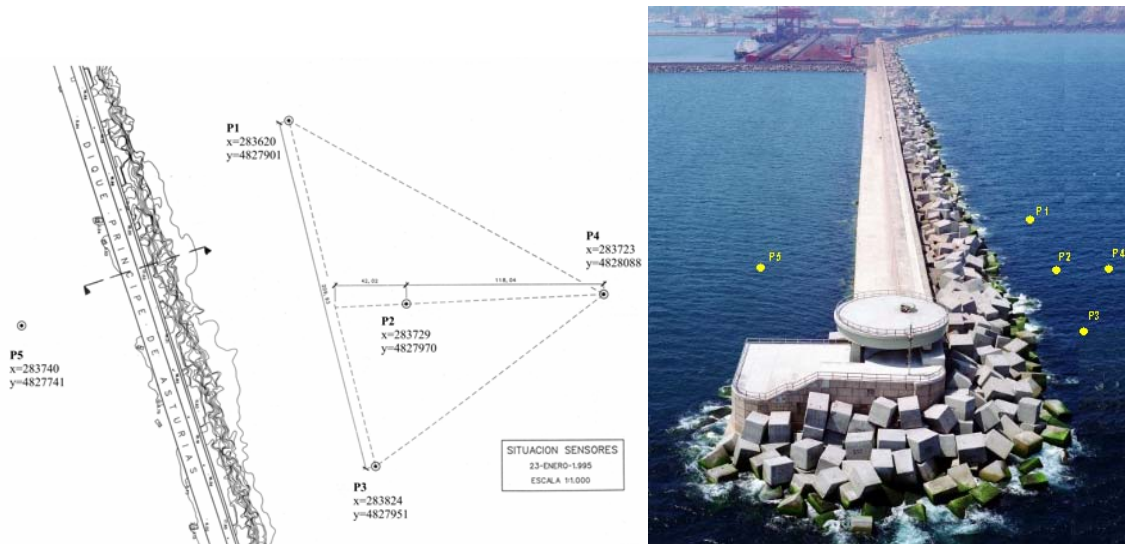 P1
x=283620
y=4827901
P4
x=283723
y=4828088
42,02
118,04
P2
x=283729
y=4827970
P5
x=283740
y=4827741
P3
x=283824
y=4827951
DIQUE PRINCIPE DE ASTURIAS
SITUACION SENSORES
23-ENERO-1.995
ESCALA 1:1.000
P1
P5
P2
P4
P3